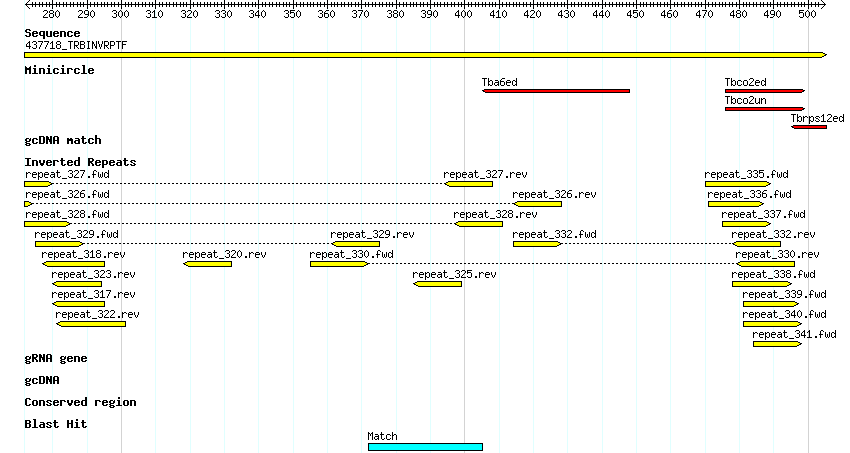 280 290 300 310 320 330 340 350 360 370 380 390 400 410 420 430 440 450 460 470 480 490 500
Sequence
437718_TRBINVRPTF
Minicircle
Tba6ed Tbco2ed
Tbco2un
Tbrps12ed
gcDNA match
Inverted Repeats
repeat_327.fwd repeat_327.rev repeat_335.fwd
repeat_326.fwd repeat_326.rev repeat_336.fwd
repeat_328.fwd repeat_328.rev repeat_337.fwd
repeat_329.fwd repeat_329.rev repeat_332.fwd repeat_332.rev
repeat_318.rev repeat_320.rev repeat_330.fwd repeat_330.rev
repeat_323.rev repeat_325.rev repeat_338.fwd
repeat_317.rev repeat_339.fwd
repeat_322.rev repeat_340.fwd
repeat_341.fwd
gRNA gene
gcDNA
Conserved region
Blast Hit
Match